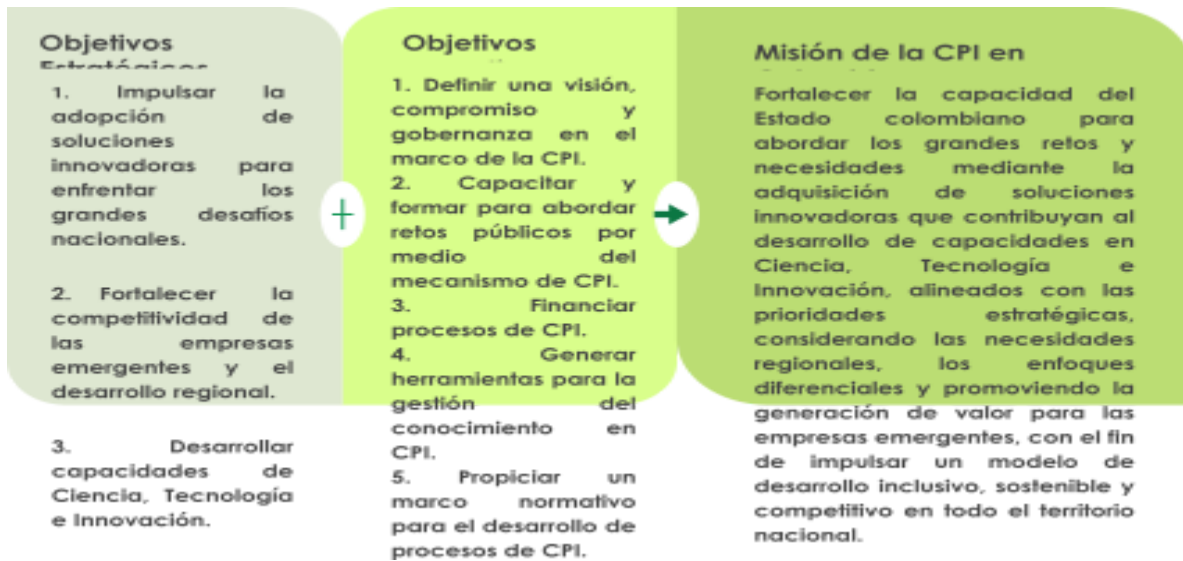 Objetivos
Estratégicos
1. Impulsar la
adopción de
soluciones
innovadoras para
enfrentar los
grandes desafíos
nacionales.
2. Fortalecer la
competitividad de
las empresas
emergentes y el
desarrollo regional.
3. Desarrollar
capacidades de
Ciencia, Tecnología
e Innovación.
+
Objetivos
1. Definir una visión,
compromiso y
gobernanza en el
marco de la CPI.
2. Capacitar y
formar para abordar
retos públicos por
medio del
mecanismo de CPI.
3. Financiar
procesos de CPI.
4. Generar
herramientas para la
gestión del
conocimiento en
CPI.
5. Propiciar un
marco normativo
para el desarrollo de
procesos de CPI.
Misión de la CPI en
Fortalecer la capacidad del
Estado colombiano para
abordar los grandes retos y
necesidades mediante la
adquisición de soluciones
innovadoras que contribuyan al
desarrollo de capacidades en
Ciencia, Tecnología e
Innovación, alineados con las
prioridades estratégicas,
considerando las necesidades
regionales, los enfoques
diferenciales y promoviendo la
generación de valor para las
empresas emergentes, con el fin
de impulsar un modelo de
desarrollo inclusivo, sostenible y
competitivo en todo el territorio
nacional.